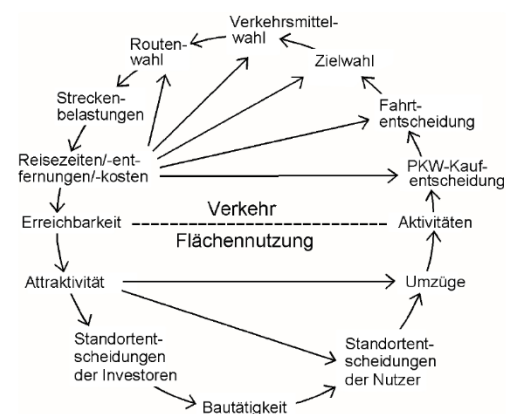 Verkehrsmittel-
wahl
Routen-
wahl
Zielwahl
Strecken-
belastungen
Fahrt-
entscheidung
Reisezeiten/-ent-
fernungen/-kosten
PKW-Kauf-
entscheidung
Verkehr
Erreichbarkeit
Aktivitäten
Flächennutzung
Attraktivität
Umzüge
Standortent-
scheidungen
der Investoren
Standortent-
scheidungen
der Nutzer
Bautätigkeit